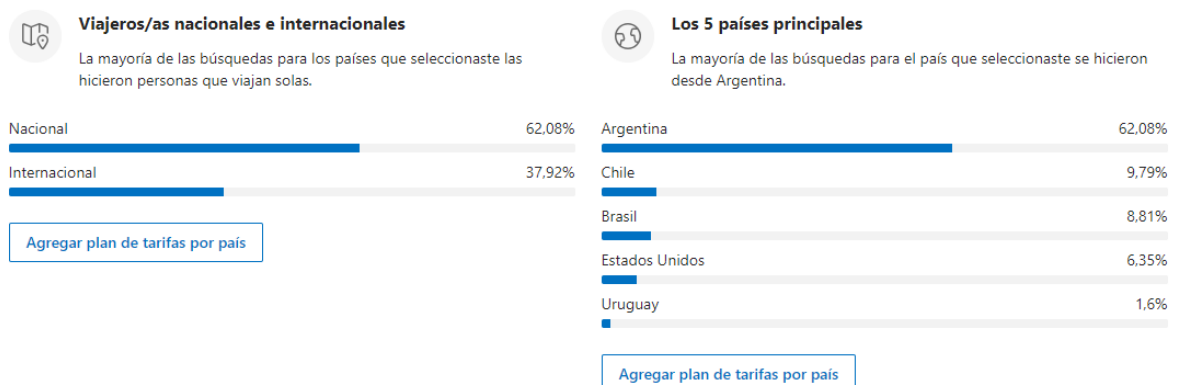 Viajeros/as nacionales e internacionales
La mayoría de las búsquedas para los países que seleccionaste las
hicieron personas que viajan solas.
Nacional 62,08%
Internacional 37,92%
Agregar plan de tarifas por país
Los 5 países principales
La mayoría de las búsquedas para el país que seleccionaste se hicieron
desde Argentina.
Argentina 62,08%
Chile 9,79%
Brasil 8,81%
Estados Unidos 6,35%
Uruguay 1,6%
Agregar plan de tarifas por país